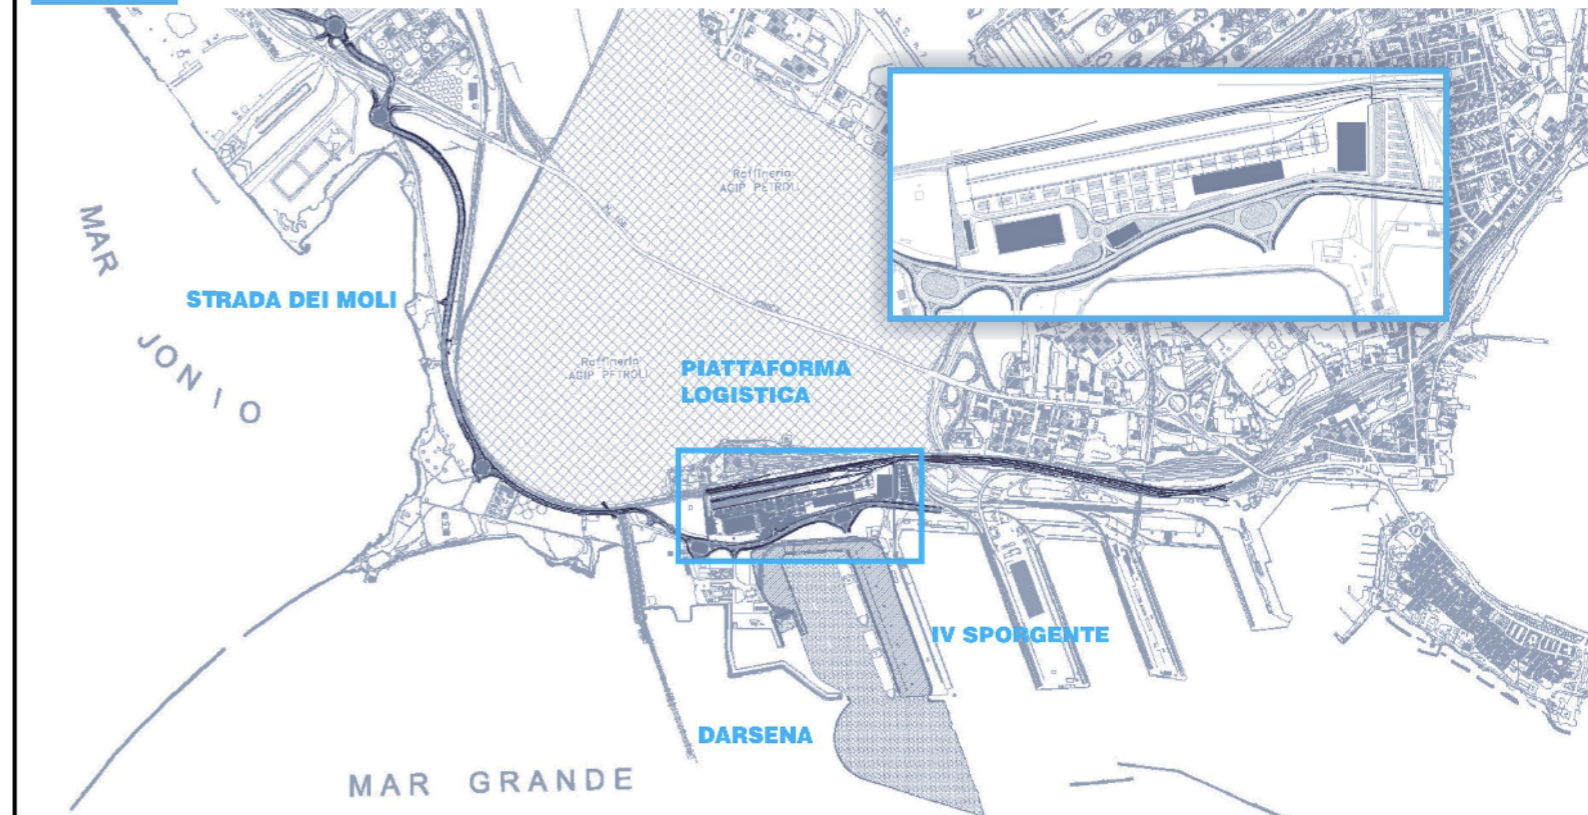 Raffineria
AGIP PETROLI
MAR
JONIO
STRADA DEI MOLI
Raffineria
AGIP PETROLI
PIATTAFORMA
LOGISTICA
IV SPORGENTE
DARSENA
MAR GRANDE